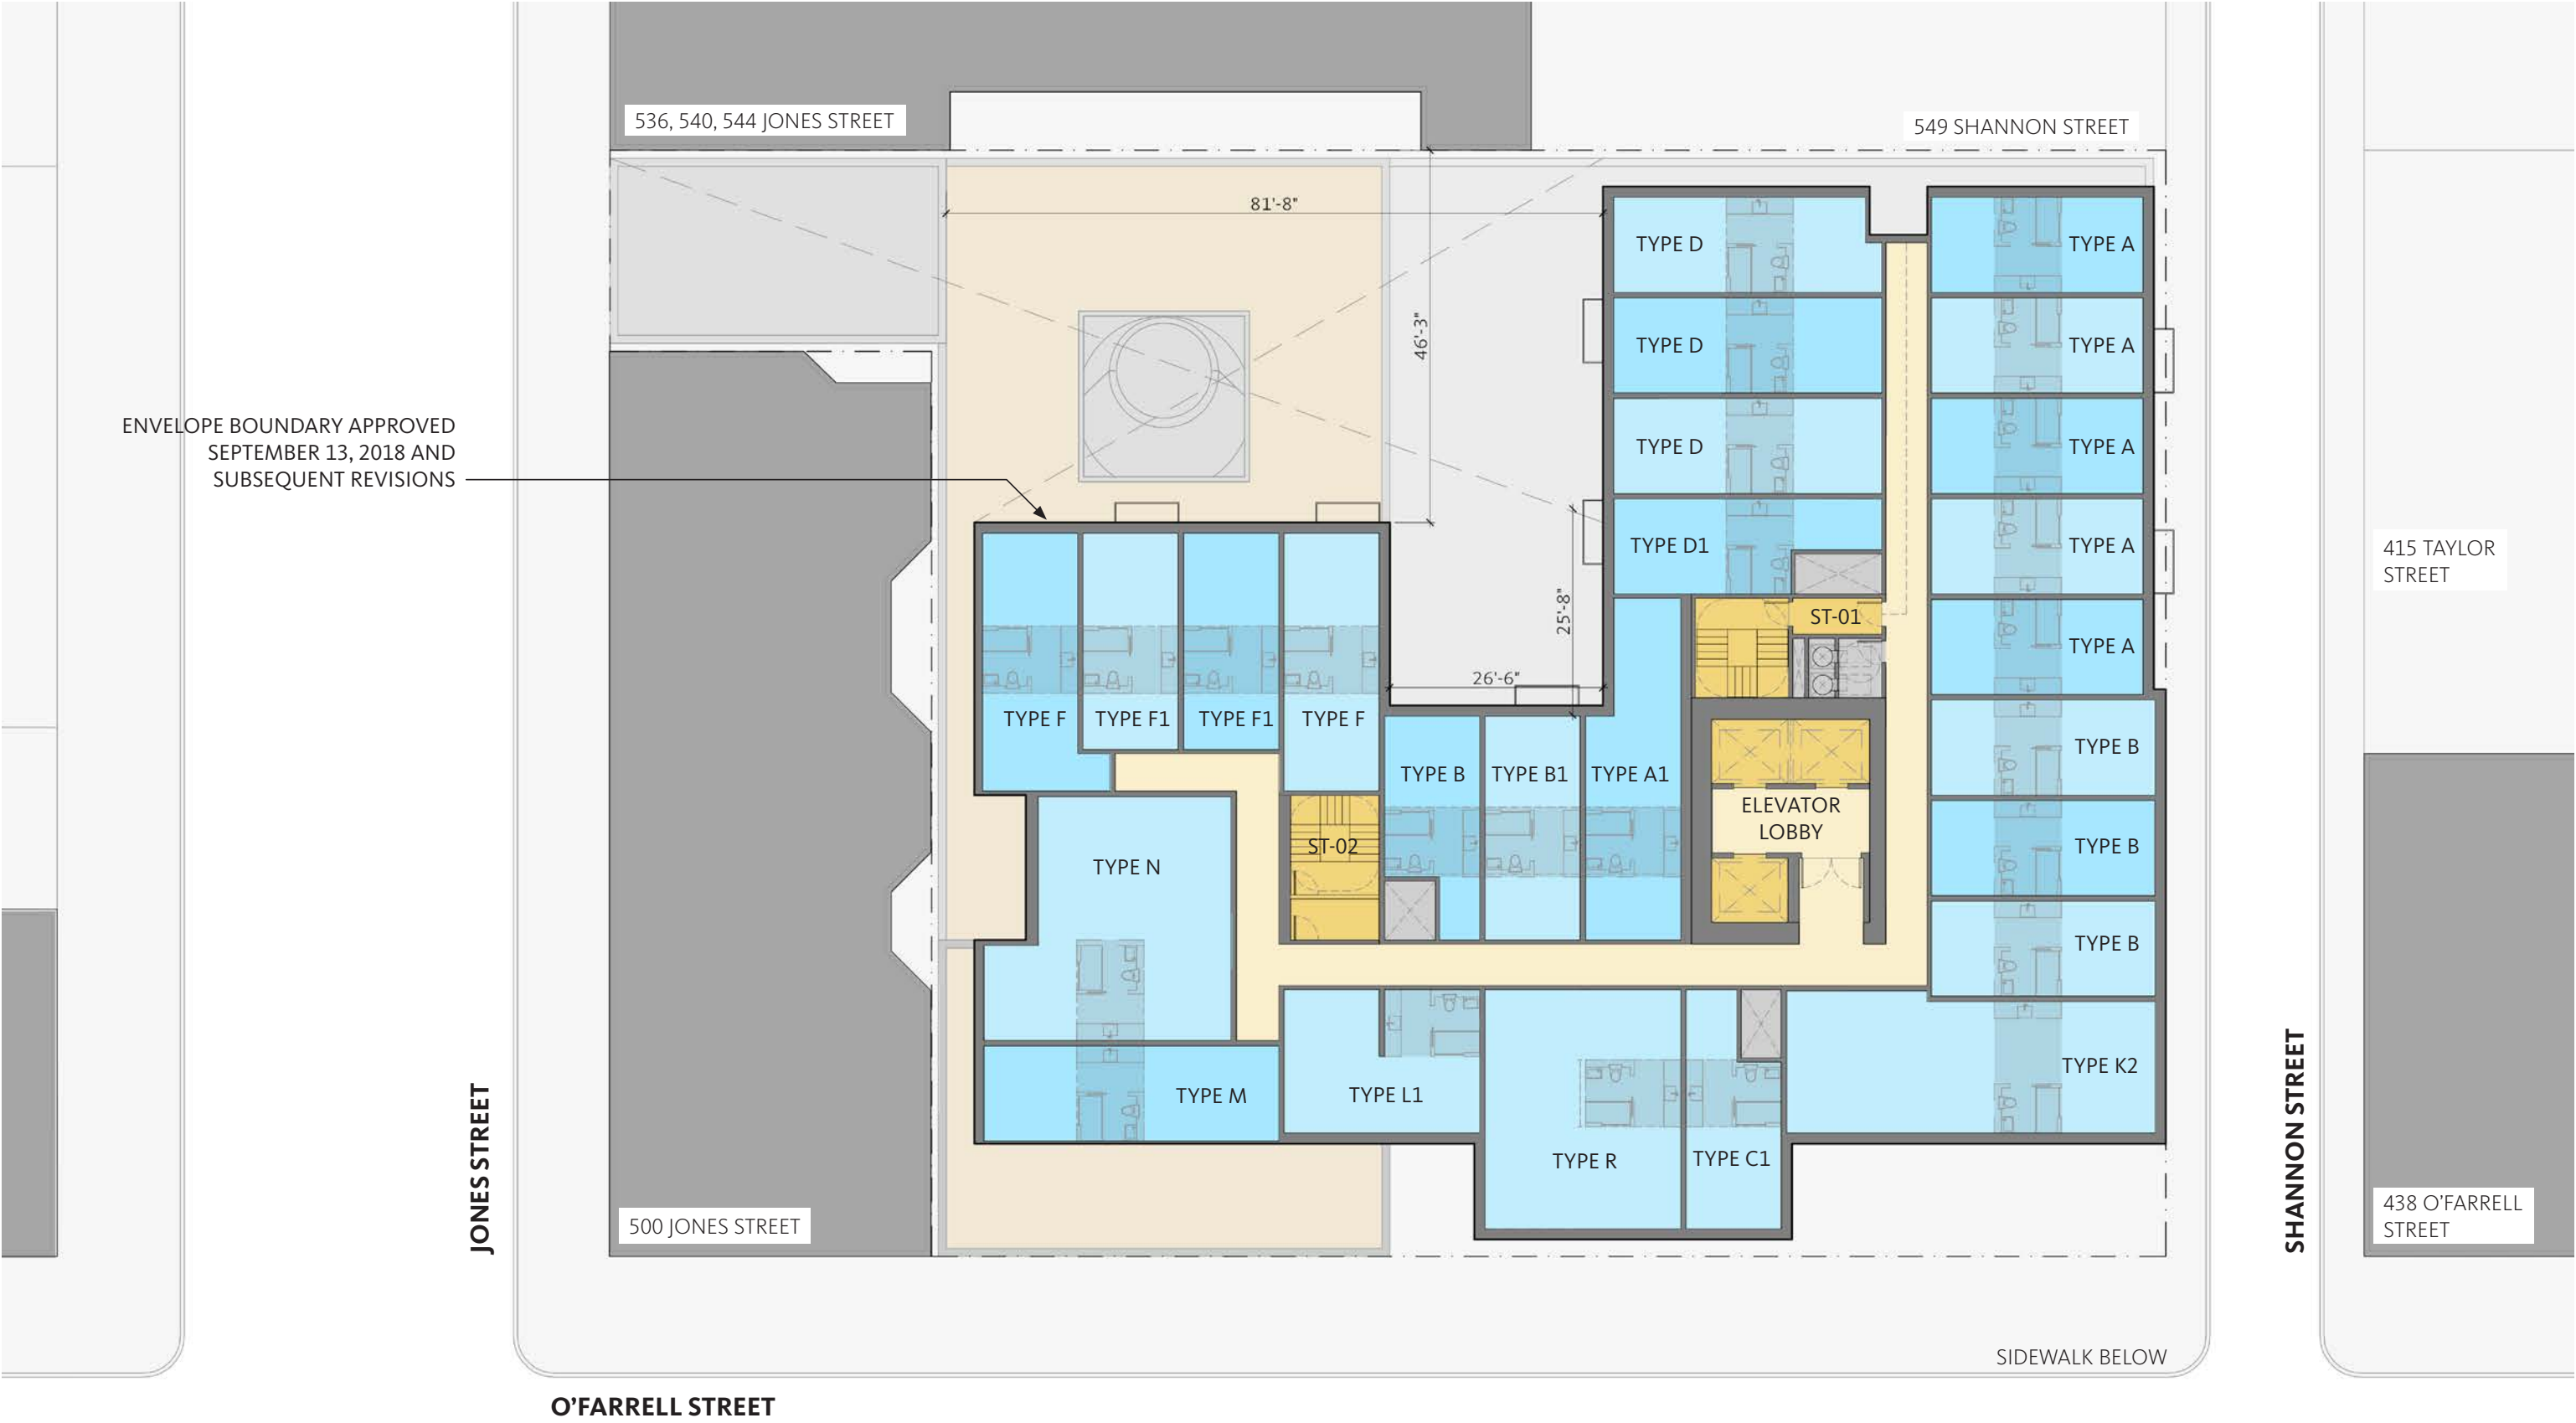 536, 540, 544 JONES STREET
549 SHANNON STREET
81'-8"
46'-3"
TYPE D
TYPE A
TYPE D
TYPE A
ENVELOPE BOUNDARY APPROVED
SEPTEMBER 13, 2018 AND
SUBSEQUENT REVISIONS
TYPE D
TYPE A
TYPE D1
TYPE A
415 TAYLOR
STREET
25'-8"
ST-01
TYPE A
26'-6"
TYPE F
TYPE F1
TYPE F1
TYPE F
TYPE B
TYPE B
TYPE B1
TYPE A1
ELEVATOR
LOBBY
ST-02
TYPE B
TYPE N
TYPE B
TYPE K2
TYPE M
TYPE L1
TYPE R
TYPE C1
JONES STREET
SHANNON STREET
500 JONES STREET
438 O'FARRELL
STREET
SIDEWALK BELOW
O'FARRELL STREET